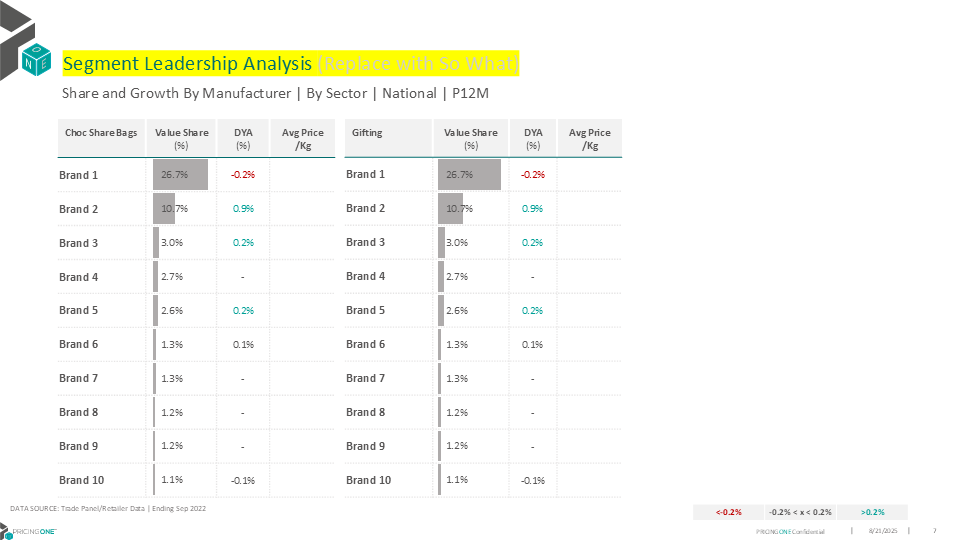 O
N E
Segment Leadership Analysis (Replace with So What)
Share and Growth By Manufacturer | By Sector | National | P12M
Choc Share Bags Value Share (%) DYA (%) Avg Price /Kg
Brand 1 26.7% -0.2%
Brand 2 10.7% 0.9%
Brand 3 3.0% 0.2%
Brand 4 2.7% -
Brand 5 2.6% 0.2%
Brand 6 1.3% 0.1%
Brand 7 1.3% -
Brand 8 1.2% -
Brand 9 1.2% -
Brand 10 1.1% -0.1%
Gifting Value Share (%) DYA (%) Avg Price /Kg
Brand 1 26.7% -0.2%
Brand 2 10.7% 0.9%
Brand 3 3.0% 0.2%
Brand 4 2.7% -
Brand 5 2.6% 0.2%
Brand 6 1.3% 0.1%
Brand 7 1.3% -
Brand 8 1.2% -
Brand 9 1.2% -
Brand 10 1.1% -0.1%
DATA SOURCE: Trade Panel/Retailer Data | Ending Sep 2022
<-0.2% -0.2% < x < 0.2% >0.2%
PRICINGONE™
PRICINGONE Confidential | 8/21/2025 | 7